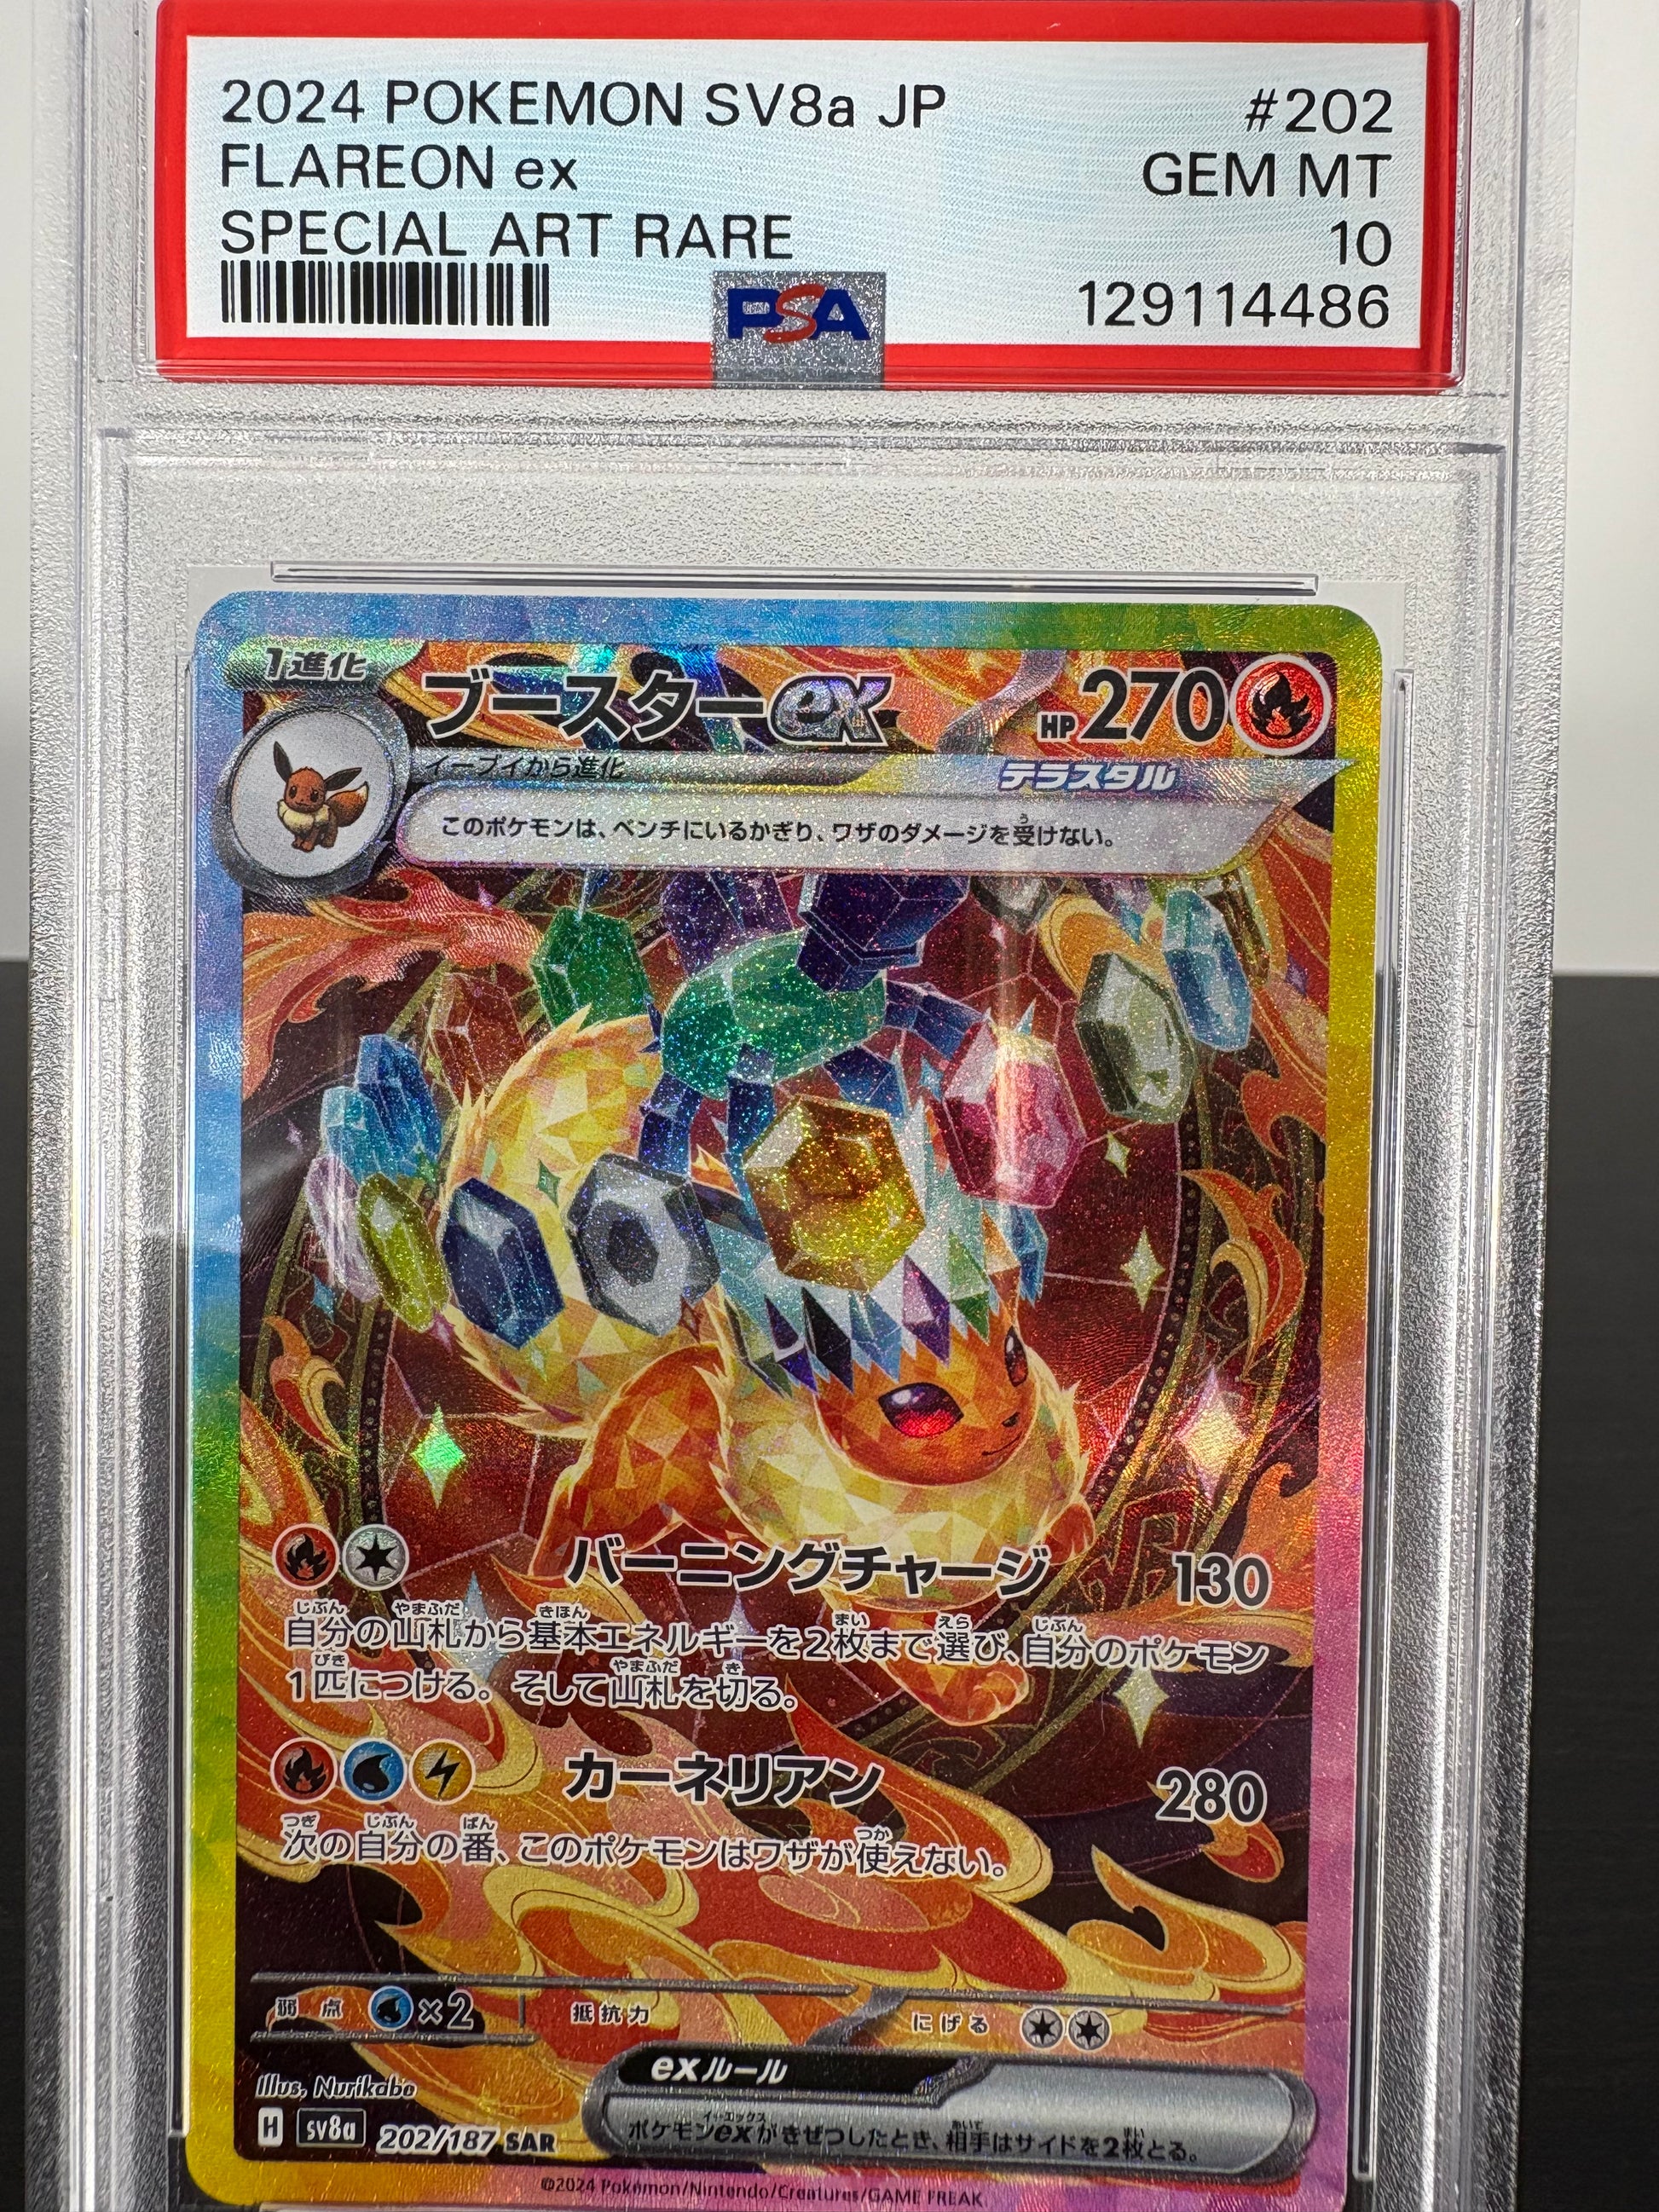 2024 POKEMON SV8a JP #202
FLAREON ex GEM MT
SPECIAL ART RARE 10
PSA 129114486
1進化 ブースターex HP270
イーブイから進化 テラスタル
このポケモンは、ベンチにいるかぎり、ワザのダメージを受けない。
バーニングチャージ 130
自分の山札から基本エネルギーを2枚まで選び、自分のポケモン
1匹につける。そして山札を切る。
カーネリアン 280
次の自分の番、このポケモンはワザが使えない。
弱点 ×2 抵抗力 にげる
exルール
ポケモンexがきぜつしたとき、相手はサイドを2枚とる。
Illus. Nurikabe
H sv8a 202/187 SAR
©2024 Pokémon/Nintendo/Creatures/GAME FREAK